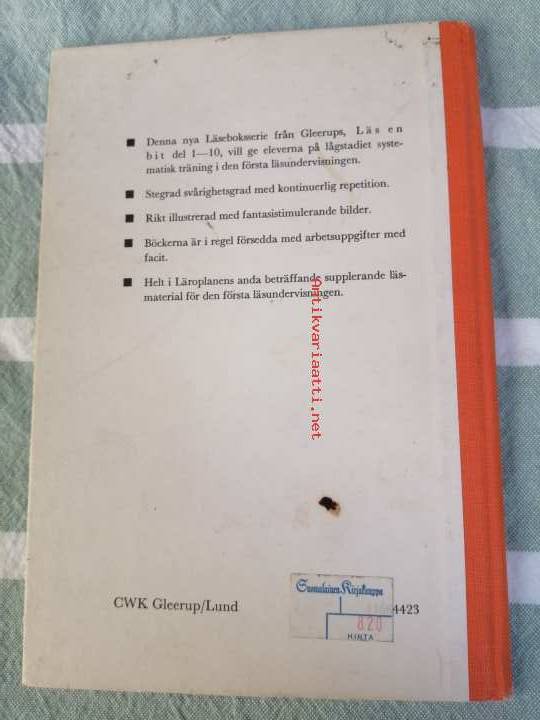 ■ Denna nya Läseboksserie från Gleerups, Läs en
bit del 1—10, vill ge eleverna på lågstadiet syste-
matisk träning i den första läsundervisningen.
■ Stegrad svårighetsgrad med kontinuerlig repetition.
■ Rikt illustrerad med fantasistimulerande bilder.
■ Böckerna är i regel försedda med arbetsuppgifter med
facit.
■ Helt i Läroplanens anda beträffande supplerande läs-
material för den första läsundervisningen.
Antikvariaatti.net
CWK Gleerup/Lund
Suomalainen Kirjakauppa
4423
820
HINTA